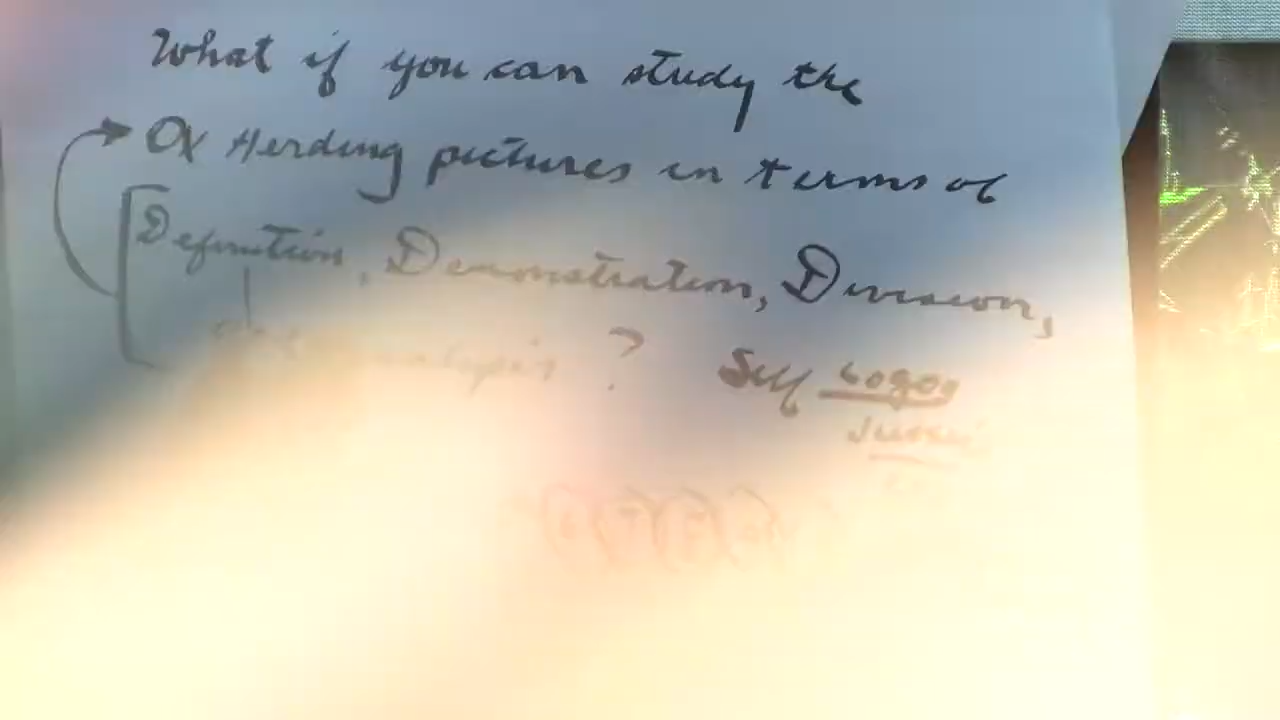 What if you can study the
Ox Herding pictures in terms of
Definition, Demonstration, Division,
? Self Logos